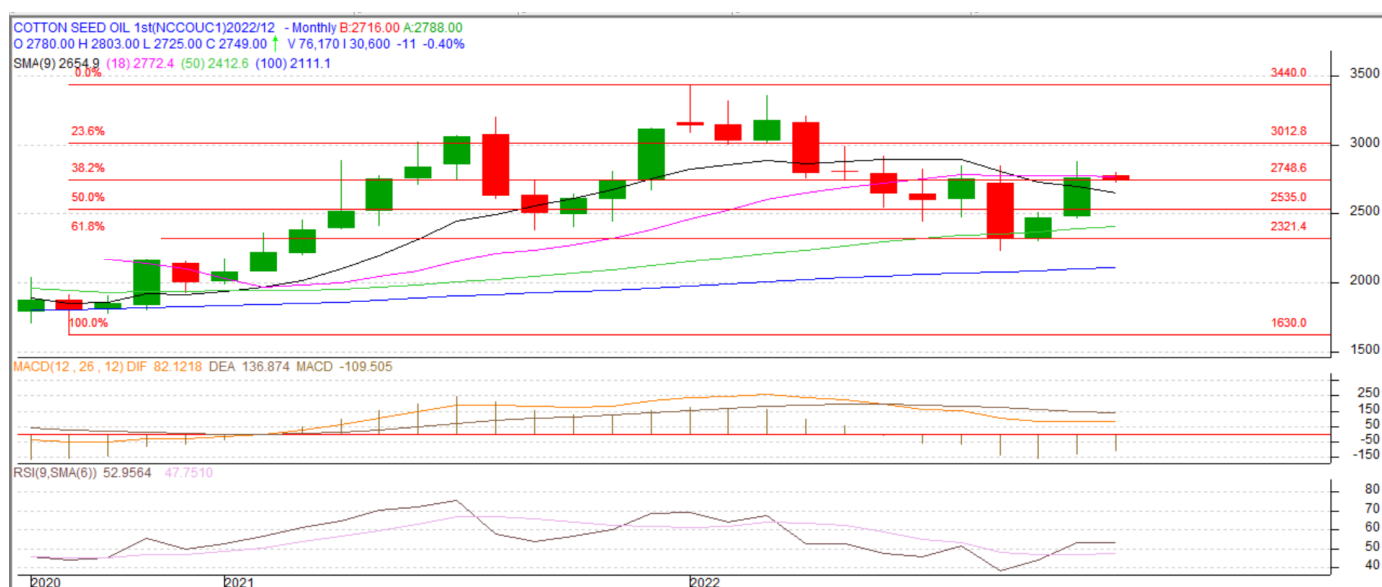 COTTON SEED OIL 1st(NCCOUC1)2022/12 - Monthly B:2716.00 A:2788.00
O 2780.00 H 2803.00 L 2725.00 C 2749.00 ↑ V 76,170 I 30,600 -11 -0.40%
SMA(9) 2654.9 (18) 2772.4 (50) 2412.6 (100) 2111.1
0.0% 3440.0 3500
23.6% 3012.8 3000
38.2% 2748.6
50.0% 2535.0 2500
61.8% 2321.4
2000
100.0% 1630.0
1500
MACD(12 , 26 , 12) DIF 82.1218 DEA 136.874 MACD -109.505
250
150
50
-50
-150
RSI(9,SMA(6)) 52.9564 47.7510
80
70
60
50
40
2020 2021 2022